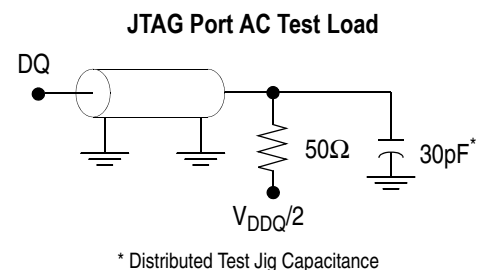 JTAG Port AC Test Load
DQ
50Ω
30pF*
VDDQ/2
* Distributed Test Jig Capacitance